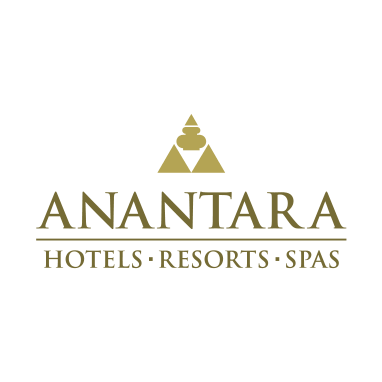 ANANTARA
HOTELS · RESORTS · SPAS